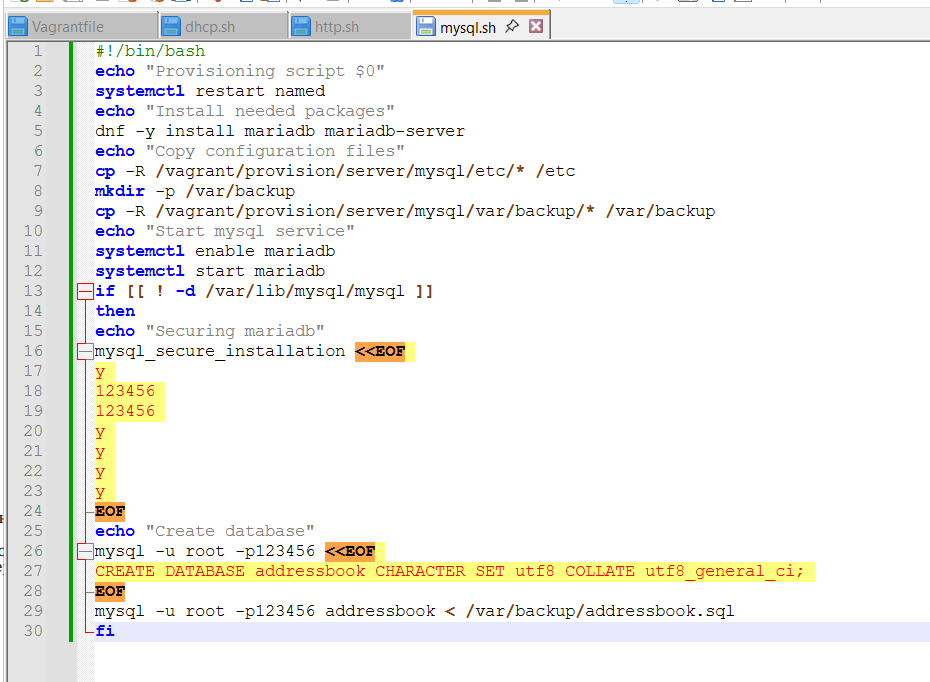 Vagrantfile dhcp.sh http.sh mysql.sh
1 #!/bin/bash
2 echo "Provisioning script $0"
3 systemctl restart named
4 echo "Install needed packages"
5 dnf -y install mariadb mariadb-server
6 echo "Copy configuration files"
7 cp -R /vagrant/provision/server/mysql/etc/* /etc
8 mkdir -p /var/backup
9 cp -R /vagrant/provision/server/mysql/var/backup/* /var/backup
10 echo "Start mysql service"
11 systemctl enable mariadb
12 systemctl start mariadb
13 if [[ ! -d /var/lib/mysql/mysql ]]
14 then
15 echo "Securing mariadb"
16 mysql_secure_installation <<EOF
17 y
18 123456
19 123456
20 y
21 y
22 y
23 y
24 EOF
25 echo "Create database"
26 mysql -u root -p123456 <<EOF
27 CREATE DATABASE addressbook CHARACTER SET utf8 COLLATE utf8_general_ci;
28 EOF
29 mysql -u root -p123456 addressbook < /var/backup/addressbook.sql
30 fi